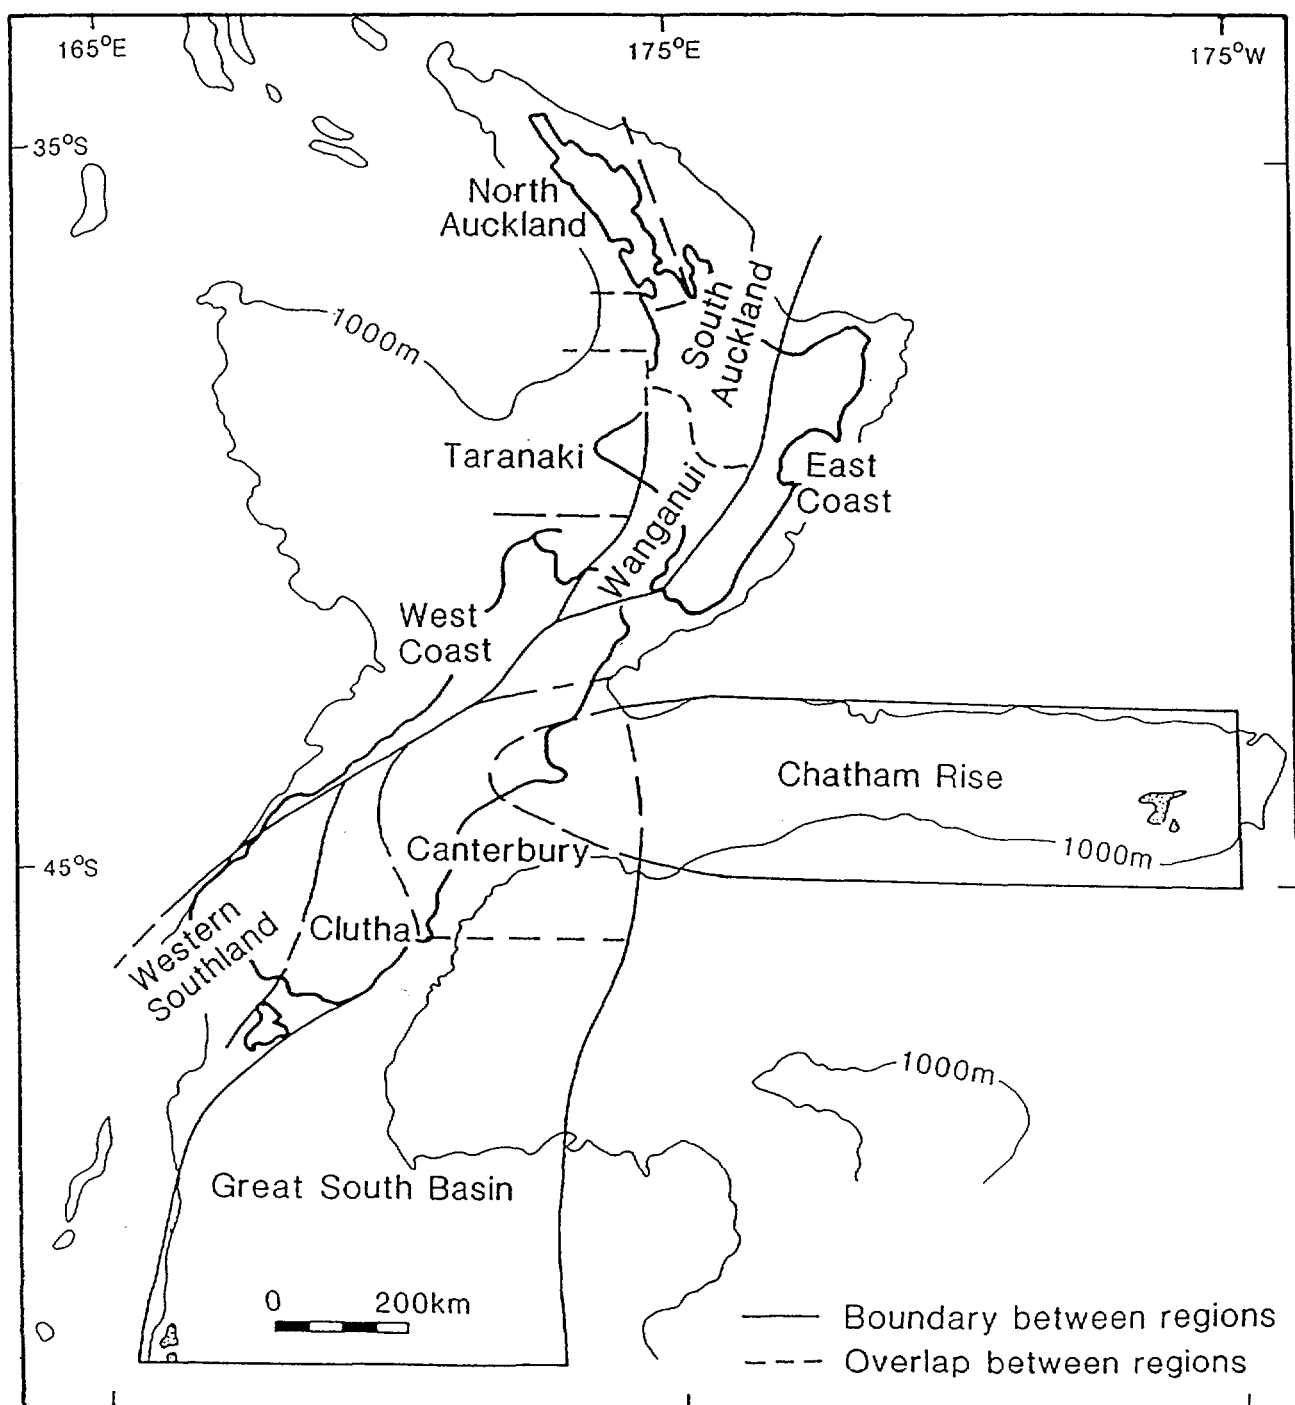 165°E
175°E
175°W
35°S
North
Auckland
South
Auckland
1000m
Taranaki
East
Coast
Wanganui
West
Coast
Chatham Rise
Canterbury
1000m
45°S
Clutha
Western
Southland
1000m
Great South Basin
0 200km
Boundary between regions
Overlap between regions